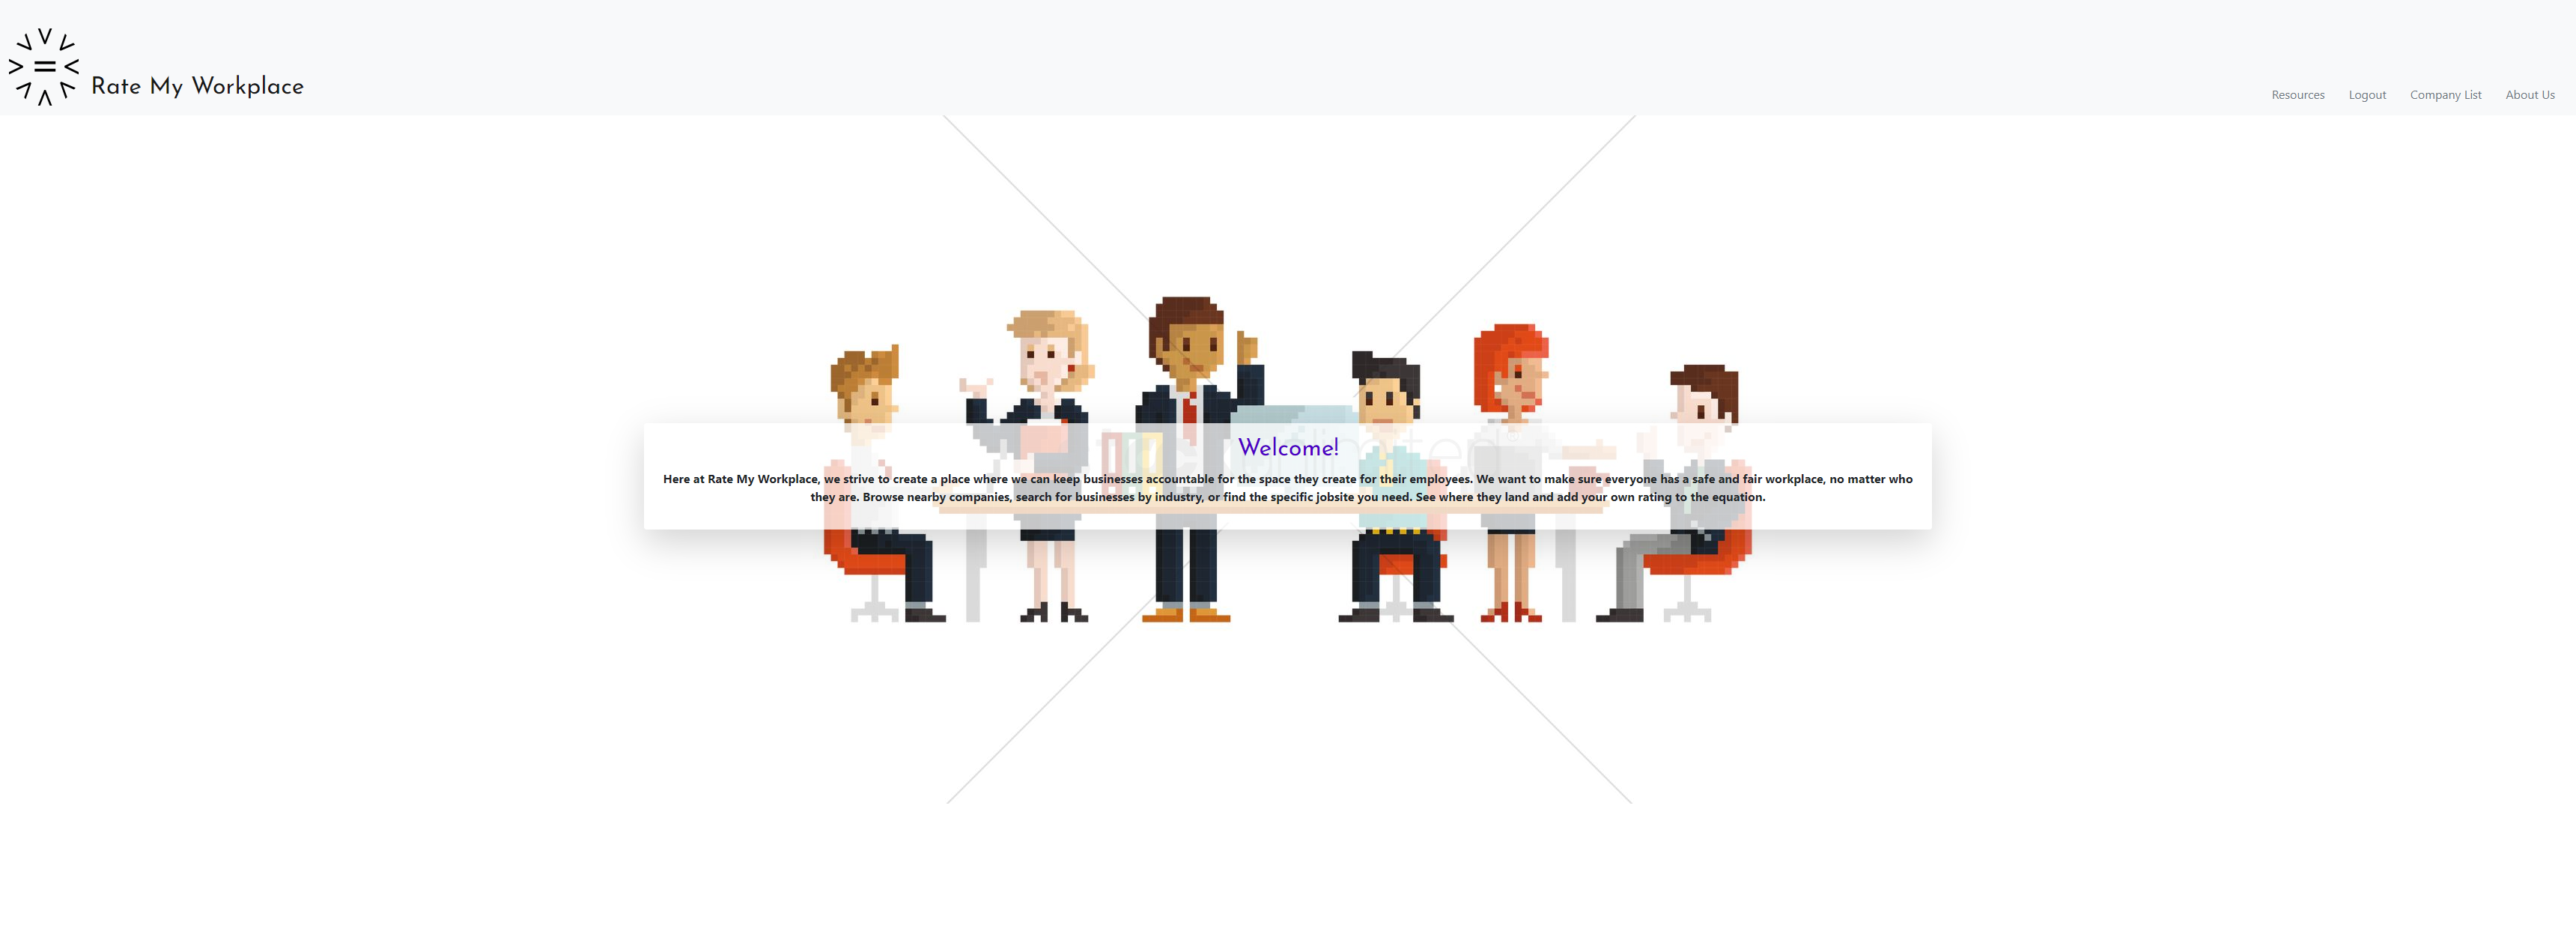 Rate My Workplace
Resources Logout Company List About Us
Welcome!
Here at Rate My Workplace, we strive to create a place where we can keep businesses accountable for the space they create for their employees. We want to make sure everyone has a safe and fair workplace, no matter who
they are. Browse nearby companies, search for businesses by industry, or find the specific jobsite you need. See where they land and add your own rating to the equation.